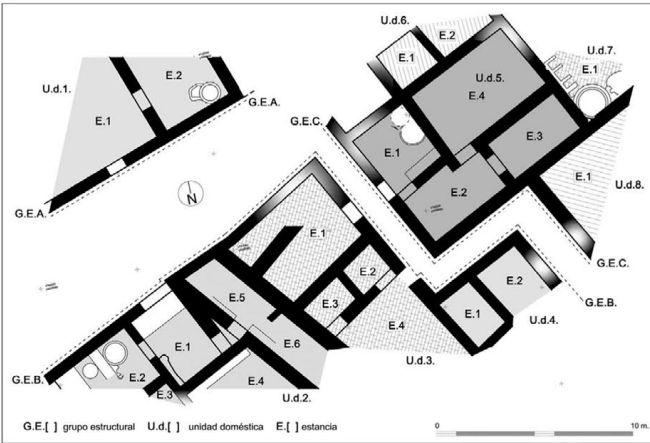 U.d.1.
E.2
E.1
G.E.A.
G.E.A.
N
U.d.6.
E.2
E.1
U.d.7.
E.1
U.d.5.
E.4
G.E.C.
E.1
E.3
E.2
E.1
U.d.8.
G.E.C.
G.E.B.
E.1
E.2
E.3
E.4
U.d.3.
E.2
E.1
U.d.4.
E.5
E.6
E.1
E.2
E.3
E.4
U.d.2.
G.E.B.
G.E.[ ] grupo estructural U.d.[ ] unidad doméstica E.[ ] estancia
0 10 m.